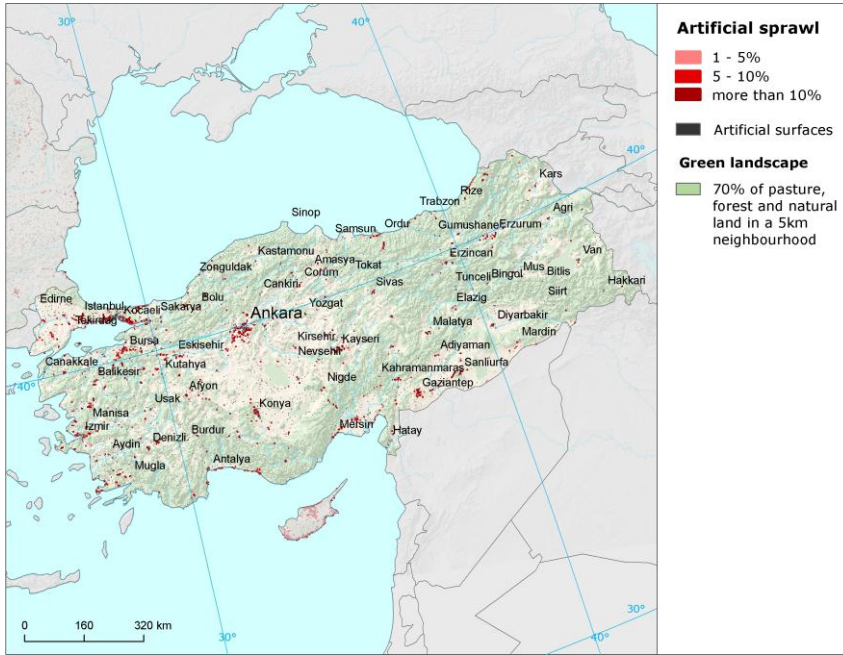 30°
40°
Artificial sprawl
1 - 5%
5 - 10%
more than 10%
Artificial surfaces
Green landscape
70% of pasture,
forest and natural
land in a 5km
neighbourhood
40°
Kars
Rize
Trabzon
Agri
Sinop
Ordu
Samsun
Gumushane
Erzurum
Kastamonu
Amasya
Van
Erzincan
Zonguldak
Tokat
Mus
Corum
Bitlis
Tunceli
Bingol
Cankiri
Sivas
Hakkari
Siirt
Edirne
Bolu
Yozgat
Elazig
Istanbul
Kocaeli
Sakarya
Ankara
Diyarbakir
Tekirdag
Malatya
Mardin
Kirsehir
Kayseri
Bursa
Eskisehir
Adiyaman
Nevsehir
Canakkale
Kutahya
Sanliurfa
Balikesir
Kahramanmaras
40°
Nigde
Gaziantep
Afyon
Usak
Manisa
Konya
Izmir
Mersin
Burdur
Hatay
Denizli
Aydin
Antalya
Mugla
30°
0 160 320 km
30°
40°